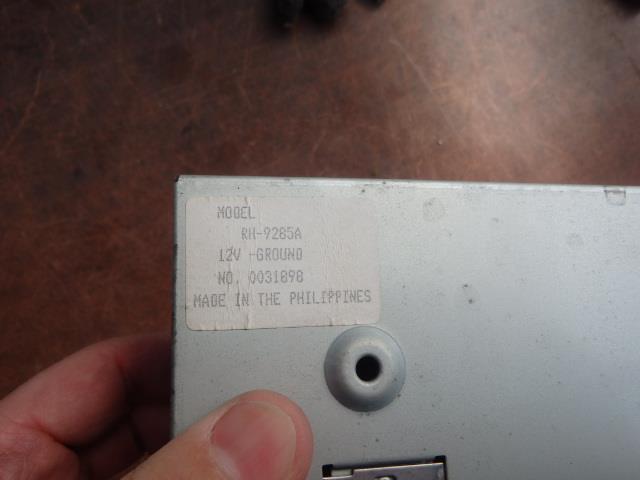 MODEL
RH-9285A
12V -GROUND
NO. 0031898
MADE IN THE PHILIPPINES